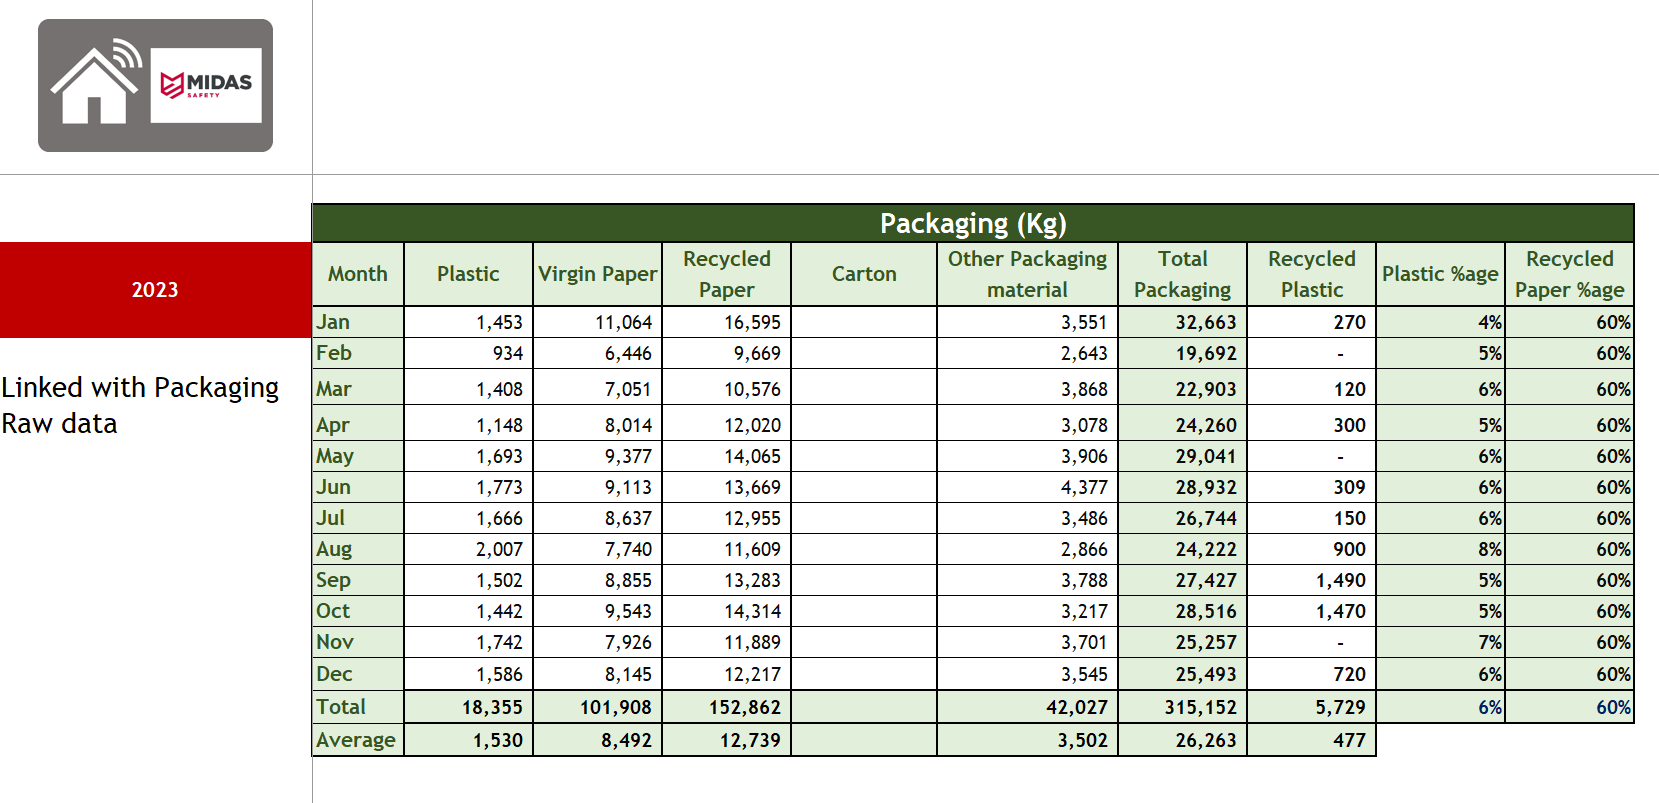 MIDAS
SAFETY
Packaging (Kg)
2023
Month Plastic Virgin Paper Recycled Paper Carton Other Packaging material Total Packaging Recycled Plastic Plastic %age Recycled Paper %age
Jan 1,453 11,064 16,595 3,551 32,663 270 4% 60%
Feb 934 6,446 9,669 2,643 19,692 - 5% 60%
Linked with Packaging
Raw data
Mar 1,408 7,051 10,576 3,868 22,903 120 6% 60%
Apr 1,148 8,014 12,020 3,078 24,260 300 5% 60%
May 1,693 9,377 14,065 3,906 29,041 - 6% 60%
Jun 1,773 9,113 13,669 4,377 28,932 309 6% 60%
Jul 1,666 8,637 12,955 3,486 26,744 150 6% 60%
Aug 2,007 7,740 11,609 2,866 24,222 900 8% 60%
Sep 1,502 8,855 13,283 3,788 27,427 1,490 5% 60%
Oct 1,442 9,543 14,314 3,217 28,516 1,470 5% 60%
Nov 1,742 7,926 11,889 3,701 25,257 - 7% 60%
Dec 1,586 8,145 12,217 3,545 25,493 720 6% 60%
Total 18,355 101,908 152,862 42,027 315,152 5,729 6% 60%
Average 1,530 8,492 12,739 3,502 26,263 477